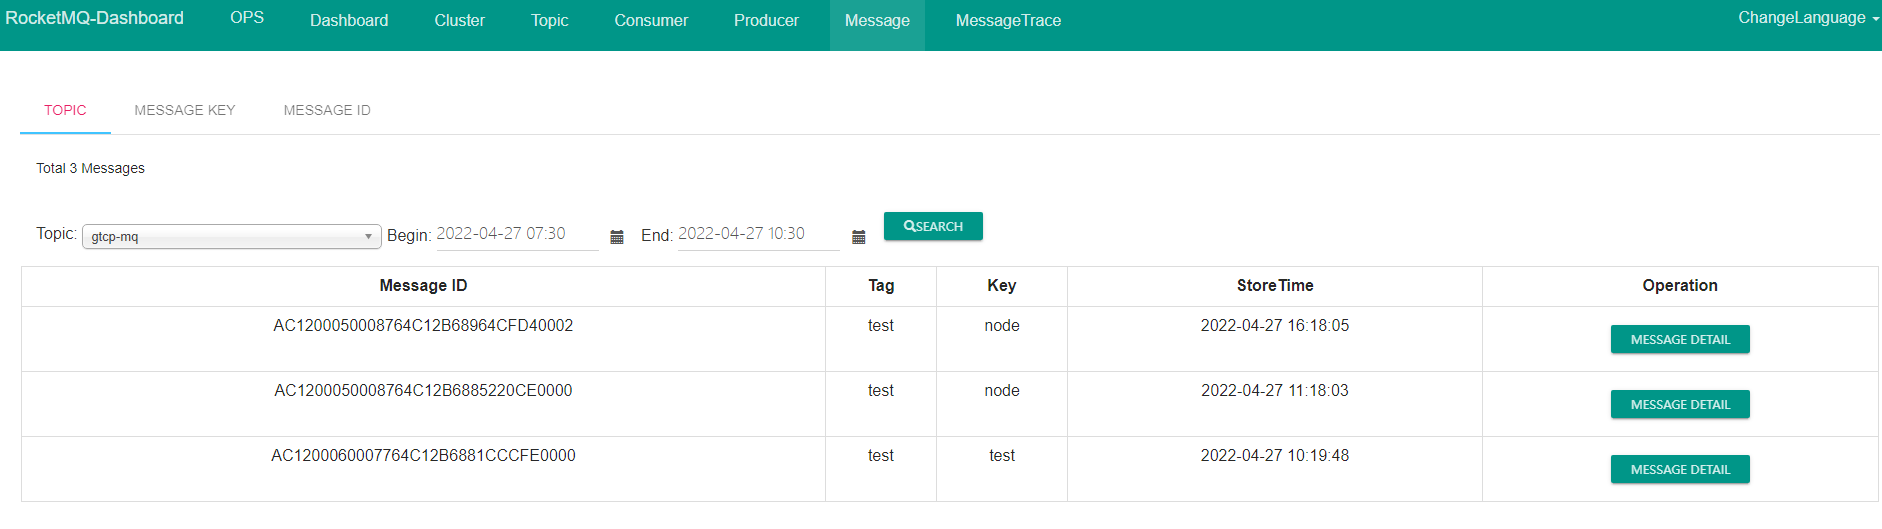 RocketMQ-Dashboard OPS Dashboard Cluster Topic Consumer Producer Message MessageTrace ChangeLanguage
TOPIC MESSAGE KEY MESSAGE ID
Total 3 Messages
Topic: gtcp-mq Begin: 2022-04-27 07:30 End: 2022-04-27 10:30 SEARCH
Message ID Tag Key StoreTime Operation
AC1200050008764C12B68964CFD40002 test node 2022-04-27 16:18:05 MESSAGE DETAIL
AC1200050008764C12B6885220CE0000 test node 2022-04-27 11:18:03 MESSAGE DETAIL
AC1200060007764C12B6881CCCFE0000 test test 2022-04-27 10:19:48 MESSAGE DETAIL